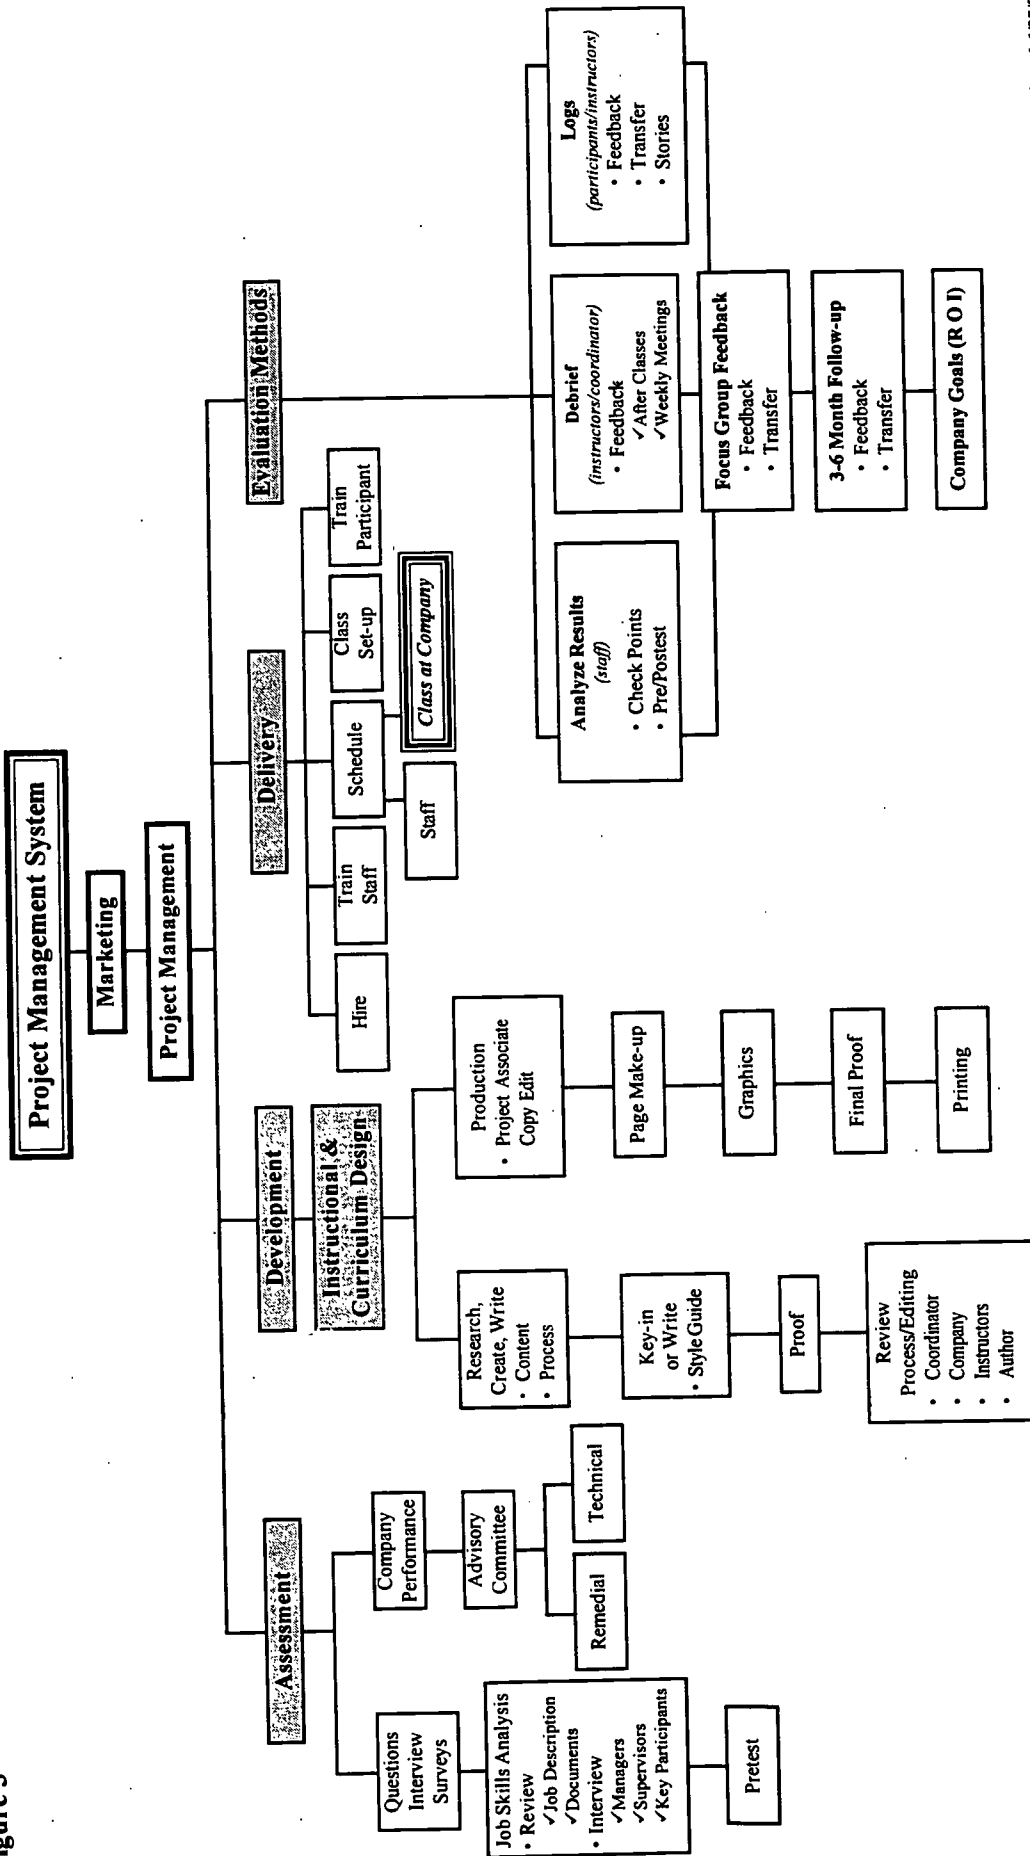 Figure 3
Project Management System
Marketing
Project Management
Assessment
Questions
Interview
Surveys
Job Skills Analysis
• Review
✓Job Description
✓Documents
• Interview
✓Managers
✓Supervisors
✓Key Participants
Pretest
Company
Performance
Advisory
Committee
Remedial
Technical
Development
Instructional &
Curriculum Design
Research,
Create, Write
• Content
• Process
Key-in
or Write
• Style Guide
Proof
Review
Process/Editing
• Coordinator
• Company
• Instructors
• Author
Production
• Project Associate
Copy Edit
Page Make-up
Graphics
Final Proof
Printing
Delivery
Hire
Train
Staff
Schedule
Class
Set-up
Train
Participant
Staff
Class at Company
Evaluation Methods
Analyze Results
(staff)
• Check Points
• Pre/Postest
Debrief
(instructors/coordinator)
• Feedback
✓After Classes
✓Weekly Meetings
Logs
(participants/instructors)
• Feedback
• Transfer
• Stories
Focus Group Feedback
• Feedback
• Transfer
3-6 Month Follow-up
• Feedback
• Transfer
Company Goals (R O I)